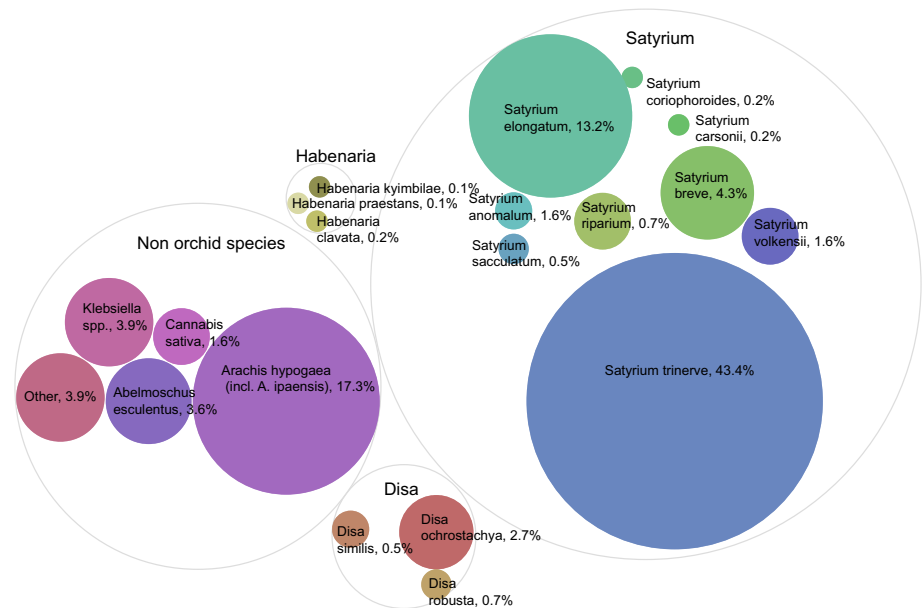 Satyrium
Satyrium
elongatum, 13.2%
Satyrium
coriophoroides, 0.2%
Satyrium
carsonii, 0.2%
Satyrium
breve, 4.3%
Satyrium
anomalum, 1.6%
Satyrium
riparium, 0.7%
Satyrium
volkensii, 1.6%
Satyrium
sacculatum, 0.5%
Satyrium trinerve, 43.4%
Habenaria
Habenaria kyimbilae, 0.1%
Habenaria praestans, 0.1%
Habenaria
clavata, 0.2%
Non orchid species
Klebsiella
spp., 3.9%
Cannabis
sativa, 1.6%
Arachis hypogaea
(incl. A. ipaensis), 17.3%
Other, 3.9%
Abelmoschus
esculentus, 3.6%
Disa
Disa
similis, 0.5%
Disa
ochrostachya, 2.7%
Disa
robusta, 0.7%